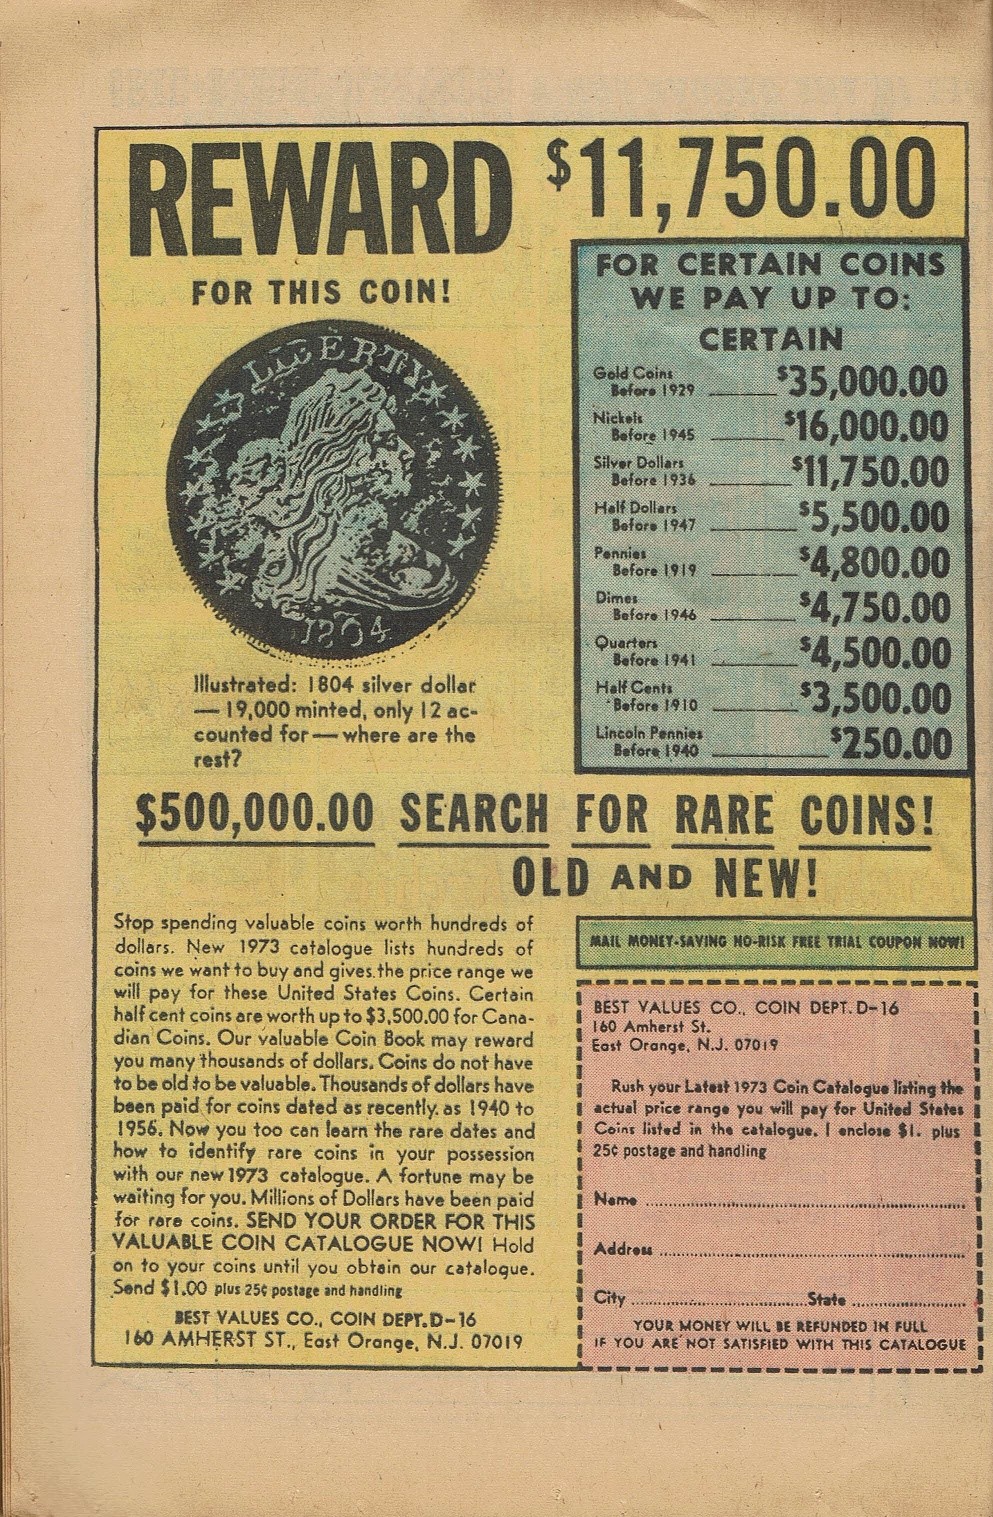 REWARD $11,750.00
FOR THIS COIN!
LIBERTY
1804
Illustrated: 1804 silver dollar
— 19,000 minted, only 12 ac-
counted for — where are the
rest?
FOR CERTAIN COINS
WE PAY UP TO:
CERTAIN
Gold Coins
Before 1929 $35,000.00
Nickels
Before 1945 $16,000.00
Silver Dollars
Before 1936 $11,750.00
Half Dollars
Before 1947 $5,500.00
Pennies
Before 1919 $4,800.00
Dimes
Before 1946 $4,750.00
Quarters
Before 1941 $4,500.00
Half Cents
Before 1910 $3,500.00
Lincoln Pennies
Before 1940 $250.00
$500,000.00 SEARCH FOR RARE COINS!
OLD AND NEW!
Stop spending valuable coins worth hundreds of
dollars. New 1973 catalogue lists hundreds of
coins we want to buy and gives the price range we
will pay for these United States Coins. Certain
half cent coins are worth up to $3,500.00 for Cana-
dian Coins. Our valuable Coin Book may reward
you many thousands of dollars. Coins do not have
to be old to be valuable. Thousands of dollars have
been paid for coins dated as recently as 1940 to
1956. Now you too can learn the rare dates and
how to identify rare coins in your possession
with our new 1973 catalogue. A fortune may be
waiting for you. Millions of Dollars have been paid
for rare coins. SEND YOUR ORDER FOR THIS
VALUABLE COIN CATALOGUE NOW! Hold
on to your coins until you obtain our catalogue.
Send $1.00 plus 25¢ postage and handling
BEST VALUES CO., COIN DEPT. D-16
160 AMHERST ST., East Orange, N.J. 07019
MAIL MONEY-SAVING NO-RISK FREE TRIAL COUPON NOW!
BEST VALUES CO., COIN DEPT. D-16
160 Amherst St.
East Orange, N.J. 07019
Rush your Latest 1973 Coin Catalogue listing the
actual price range you will pay for United States
Coins listed in the catalogue. I enclose $1. plus
25¢ postage and handling
Name
Address
City State
YOUR MONEY WILL BE REFUNDED IN FULL
IF YOU ARE NOT SATISFIED WITH THIS CATALOGUE